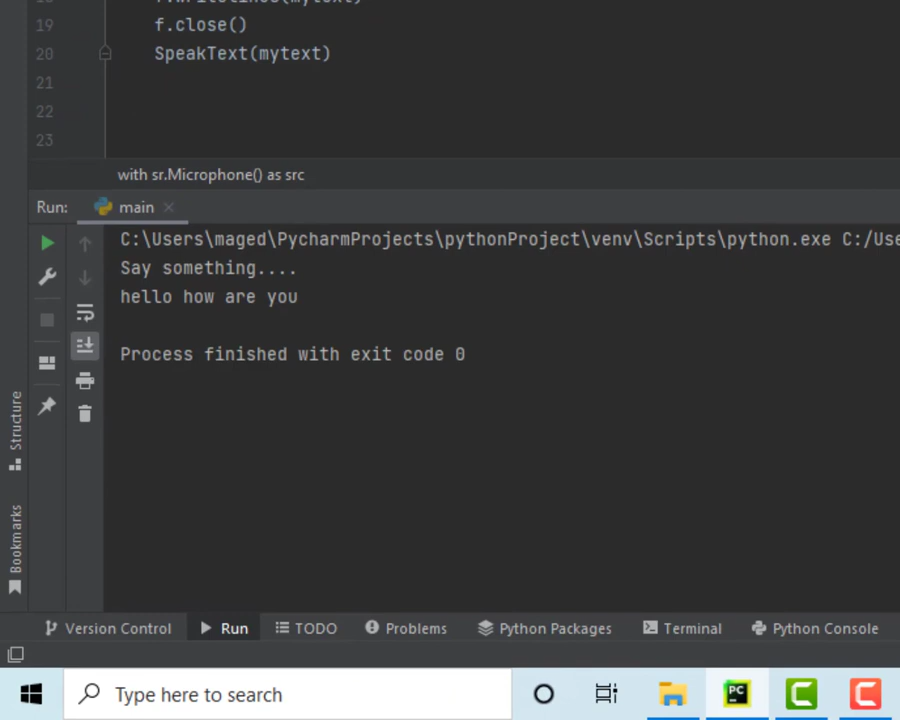 19 f.close()
20 SpeakText(mytext)
21
22
23
with sr.Microphone() as src
Run: main
C:\Users\maged\PycharmProjects\pythonProject\venv\Scripts\python.exe
Say something....
hello how are you
Process finished with exit code 0
Structure
Bookmarks
Version Control Run TODO Problems Python Packages Terminal Python Console
Type here to search PC